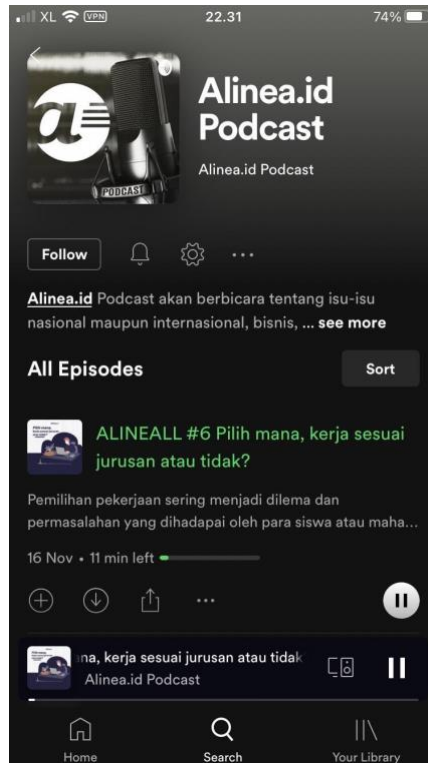 XL VPN 22.31 74%
Alinea.id
Podcast
Alinea.id Podcast
PODCAST
Follow
Alinea.id Podcast akan berbicara tentang isu-isu
nasional maupun internasional, bisnis, ... see more
All Episodes Sort
ALINEALL #6 Pilih mana, kerja sesuai
jurusan atau tidak?
Pemilihan pekerjaan sering menjadi dilema dan
permasalahan yang dihadapai oleh para siswa atau maha...
16 Nov • 11 min left
na, kerja sesuai jurusan atau tidak
Alinea.id Podcast
Home Search Your Library